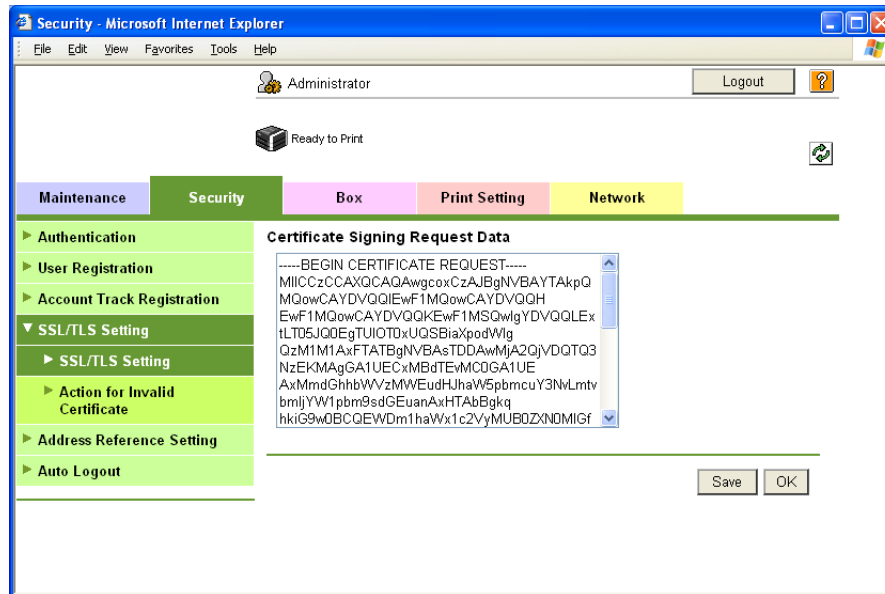 Security - Microsoft Internet Explorer
File Edit View Favorites Tools Help
Administrator
Logout
?
Ready to Print
Maintenance Security Box Print Setting Network
Authentication
User Registration
Account Track Registration
SSL/TLS Setting
SSL/TLS Setting
Action for Invalid
Certificate
Address Reference Setting
Auto Logout
Certificate Signing Request Data
-----BEGIN CERTIFICATE REQUEST-----
MIICCzCCAXQCAQAwgcoxCzAJBgNVBAYTAkpQ
MQowCAYDVQQIEwF1MQowCAYDVQQH
EwF1MQowCAYDVQQKEwF1MSQwIgYDVQQLEx
tLT05JQ0EgTUlOT0xUQSBiaXpodWIg
QzM1M1AxFTATBgNVBAsTDDAwMjA2QjVDQTQ3
NzEKMAgGA1UECxMBdTEvMC0GA1UE
AxMmdGhhbWVzMWEudHJhaW5pbmcuY3NvLmtv
bmljYW1pbm9sdGEuanAxHTAbBgkq
hkiG9w0BCQEWDm1haWx1c2VyMUB0ZXN0MIGf
Save OK